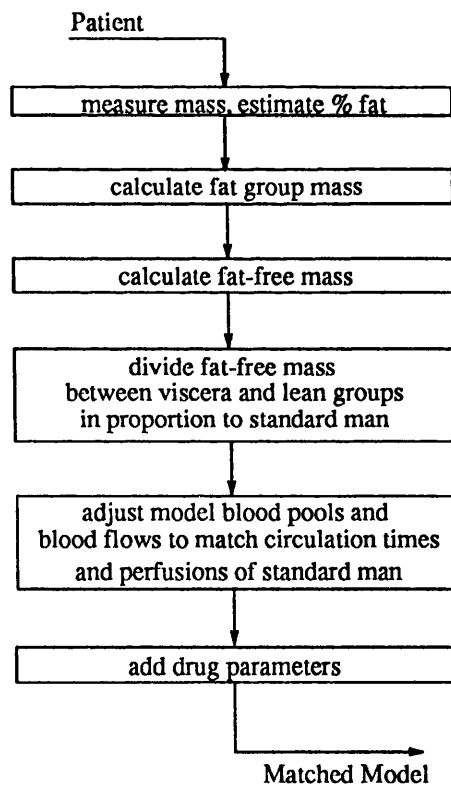 Patient
measure mass, estimate % fat
calculate fat group mass
calculate fat-free mass
divide fat-free mass
between viscera and lean groups
in proportion to standard man
adjust model blood pools and
blood flows to match circulation times
and perfusions of standard man
add drug parameters
Matched Model